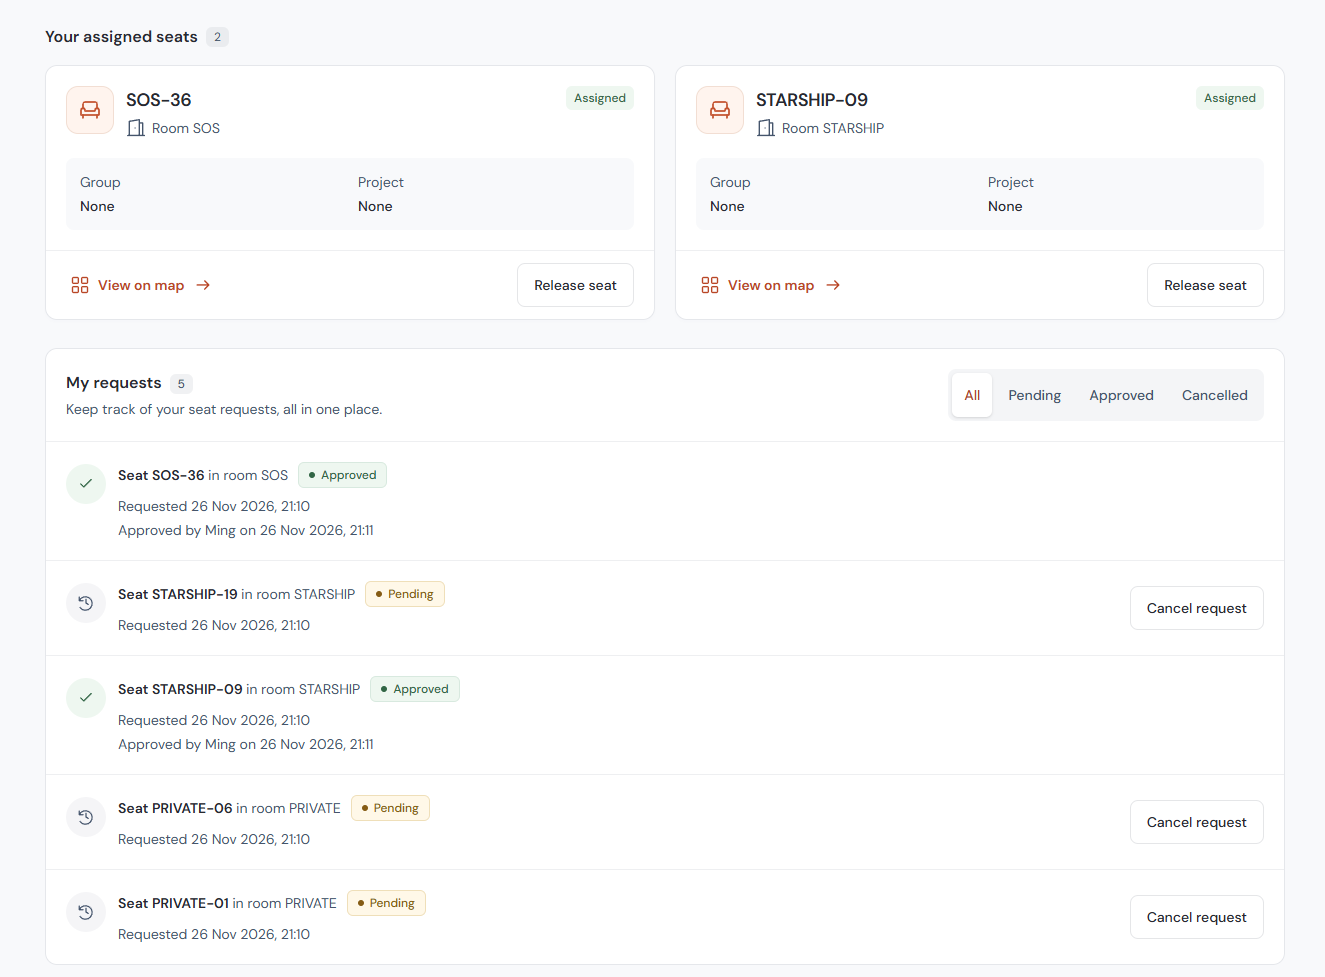 Your assigned seats 2
SOS-36
Assigned
Room SOS
Group
Project
None
None
View on map
Release seat
STARSHIP-09
Assigned
Room STARSHIP
Group
Project
None
None
View on map
Release seat
My requests 5
Keep track of your seat requests, all in one place.
All Pending Approved Cancelled
Seat SOS-36 in room SOS Approved
Requested 26 Nov 2026, 21:10
Approved by Ming on 26 Nov 2026, 21:11
Seat STARSHIP-19 in room STARSHIP Pending
Requested 26 Nov 2026, 21:10
Cancel request
Seat STARSHIP-09 in room STARSHIP Approved
Requested 26 Nov 2026, 21:10
Approved by Ming on 26 Nov 2026, 21:11
Seat PRIVATE-06 in room PRIVATE Pending
Requested 26 Nov 2026, 21:10
Cancel request
Seat PRIVATE-01 in room PRIVATE Pending
Requested 26 Nov 2026, 21:10
Cancel request